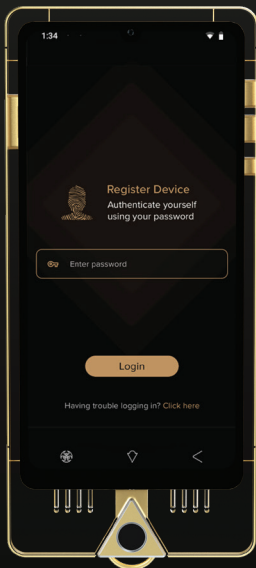 1:34
Register Device
Authenticate yourself
using your password
Enter password
Login
Having trouble logging in? Click here